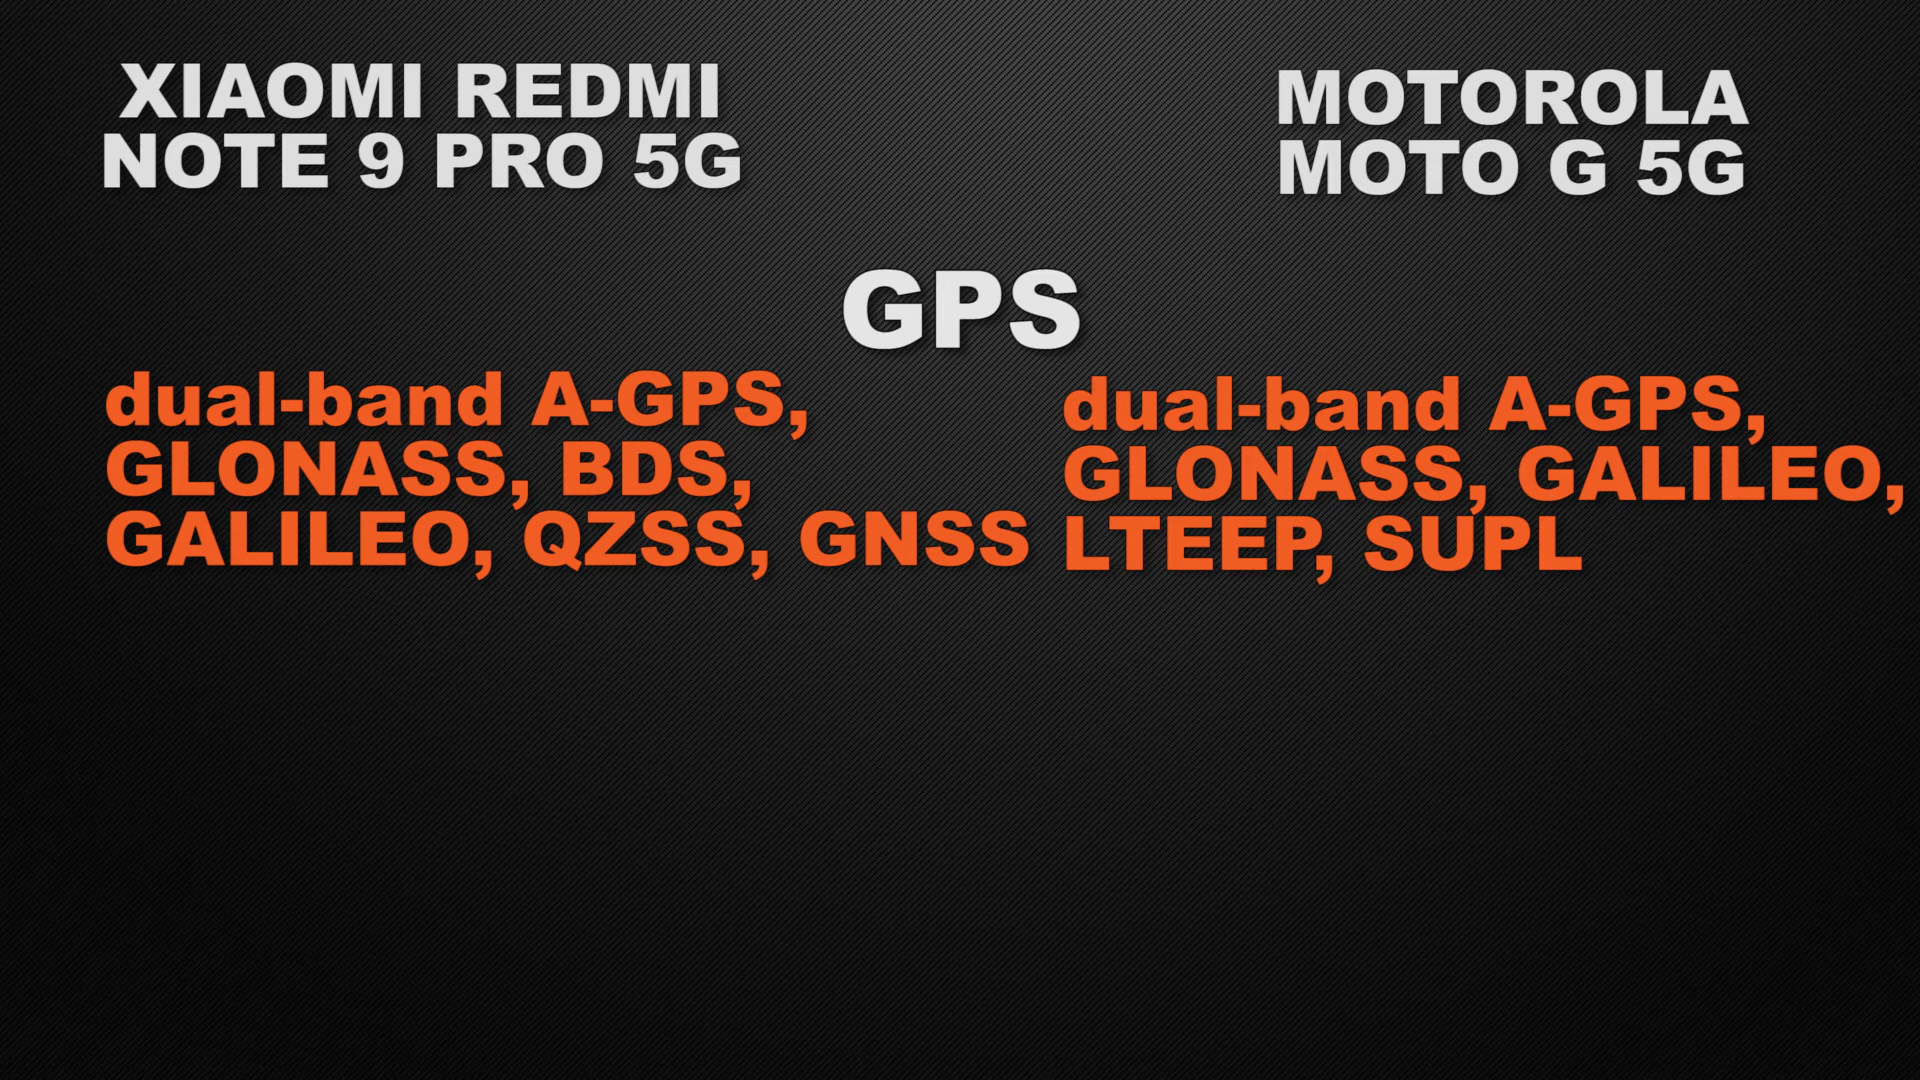 XIAOMI REDMI
NOTE 9 PRO 5G
MOTOROLA
MOTO G 5G
GPS
dual-band A-GPS,
GLONASS, BDS,
GALILEO, QZSS, GNSS
dual-band A-GPS,
GLONASS, GALILEO,
LTEEP, SUPL